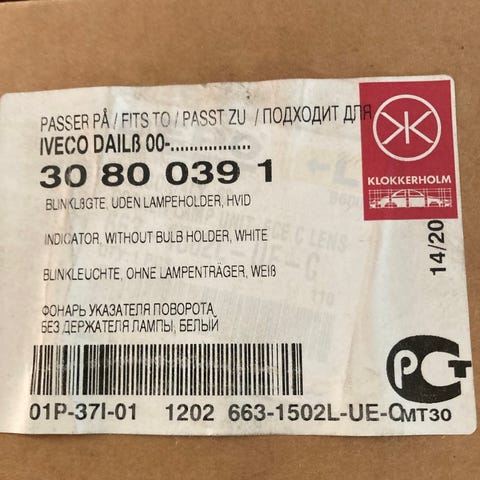 PASSER PÅ / FITS TO / PASST ZU / ПОДХОДИТ ДЛЯ
IVECO DAILß 00-.................
30 80 039 1
KLOKKERHOLM
BLINKLßGTE, UDEN LAMPEHOLDER, HVID
INDICATOR, WITHOUT BULB HOLDER, WHITE
BLINKLEUCHTE, OHNE LAMPENTRÄGER, WEIß
ФОНАРЬ УКАЗАТЕЛЯ ПОВОРОТА
БЕЗ ДЕРЖАТЕЛЯ ЛАМПЫ, БЕЛЫЙ
14/20
01P-37I-01 1202 663-1502L-UE-C
MT30